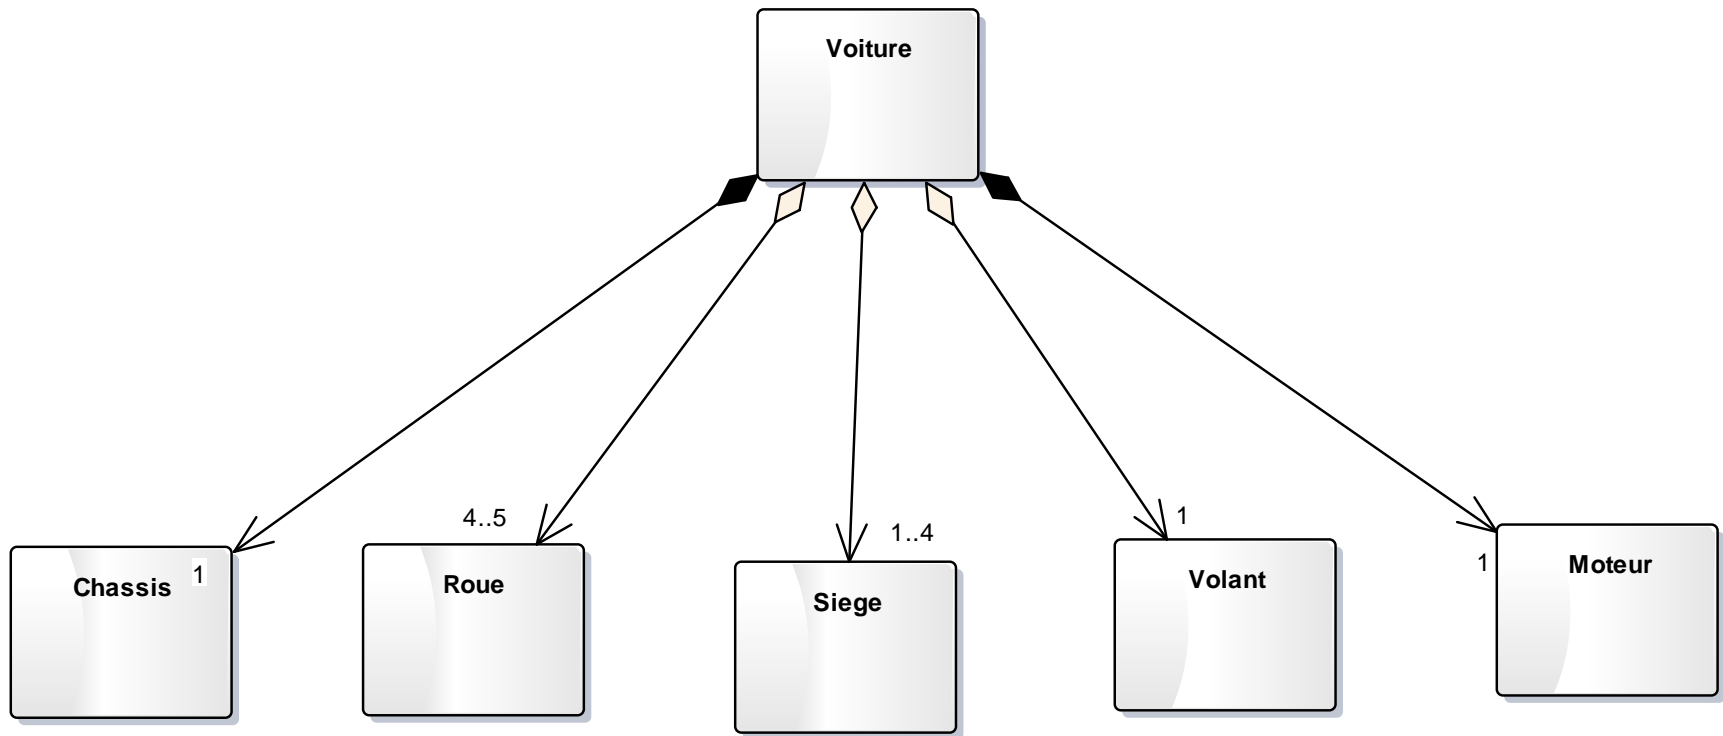 Voiture
4..5
1..4
1
1
Chassis
1
Roue
Siege
Volant
Moteur